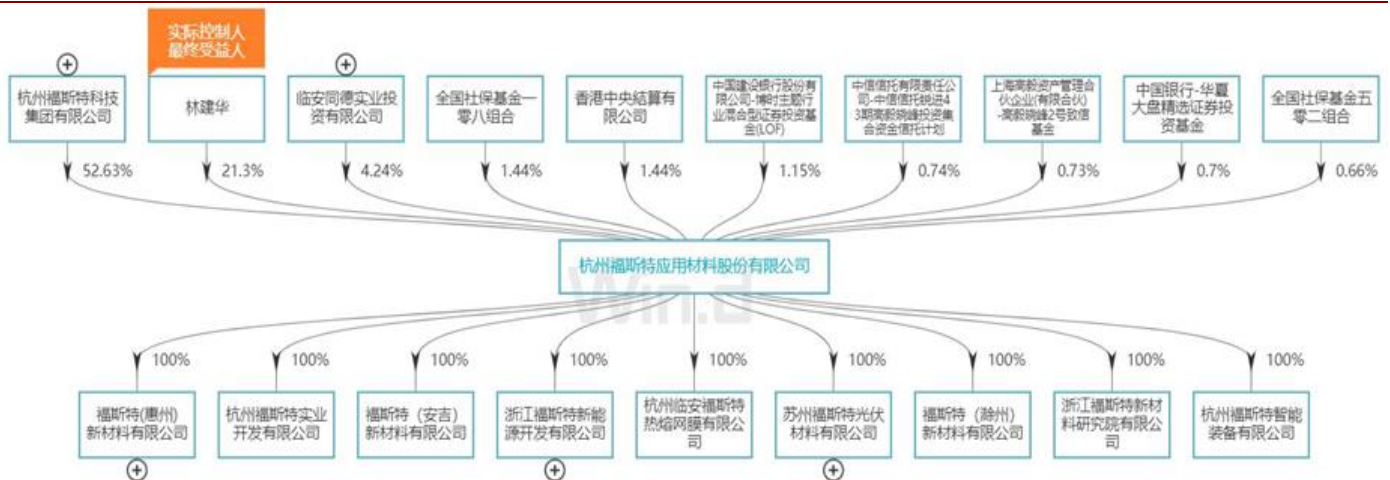 实际控制人
最终受益人
杭州福斯特科技
集团有限公司
林建华
临安同德实业投
资有限公司
全国社保基金一
零八组合
香港中央结算有
限公司
中国建设银行股份有
限公司-博时主题行
业混合型证券投资基
金(LOF)
中信信托有限责任公
司-中信信托锐进4
3期高毅晓峰投资集
合资金信托计划
上海高毅资产管理合
伙企业(有限合伙)
-高毅晓峰2号致信
基金
中国银行-华夏
大盘精选证券投
资基金
全国社保基金五
零二组合
52.63%
21.3%
4.24%
1.44%
1.44%
1.15%
0.74%
0.73%
0.7%
0.66%
杭州福斯特应用材料股份有限公司
Win.d
100%
100%
100%
100%
100%
100%
100%
100%
100%
福斯特(惠州)
新材料有限公司
杭州福斯特实业
开发有限公司
福斯特（安吉）
新材料有限公司
浙江福斯特新能
源开发有限公司
杭州临安福斯特
热熔网膜有限公
司
苏州福斯特光伏
材料有限公司
福斯特（滁州）
新材料有限公司
浙江福斯特新材
料研究院有限公
司
杭州福斯特智能
装备有限公司